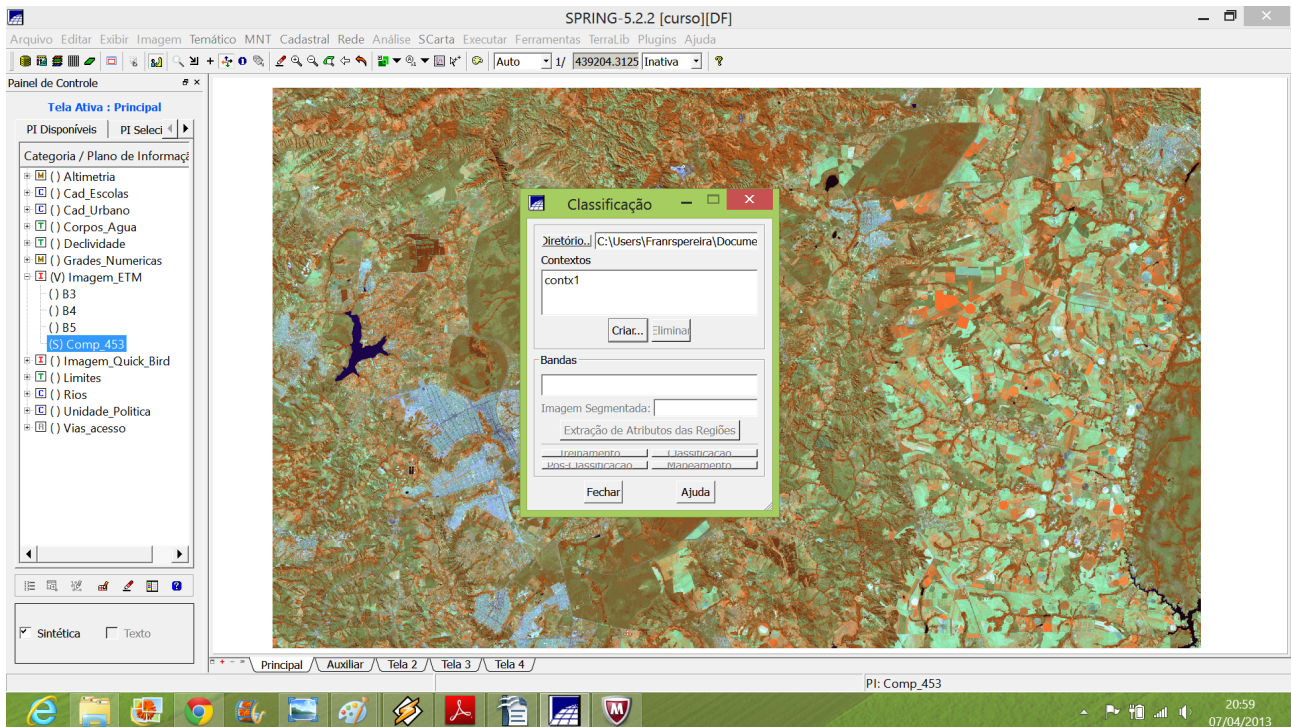 SPRING-5.2.2 [curso][DF]
Arquivo Editar Exibir Imagem Temático MNT Cadastral Rede Análise SCarta Executar Ferramentas TerraLib Plugins Ajuda
Auto 1/ 439204.3125 Inativa
Painel de Controle
Tela Ativa : Principal
PI Disponíveis PI Seleci
Categoria / Plano de Informaçã
M ( ) Altimetria
C ( ) Cad_Escolas
C ( ) Cad_Urbano
T ( ) Corpos_Agua
T ( ) Declividade
M ( ) Grades_Numericas
I (V) Imagem_ETM
( ) B3
( ) B4
( ) B5
(S) Comp_453
I ( ) Imagem_Quick_Bird
T ( ) Limites
C ( ) Rios
C ( ) Unidade_Politica
R ( ) Vias_acesso
Sintética Texto
Classificação
Diretório.. C:\Users\Franrspereira\Docume
Contextos
contx1
Criar... Eliminar
Bandas
Imagem Segmentada:
Extração de Atributos das Regiões
Treinamento Classificação
Pós-Classificação Mapeamento
Fechar Ajuda
Principal Auxiliar Tela 2 Tela 3 Tela 4
PI: Comp_453
20:59
07/04/2013